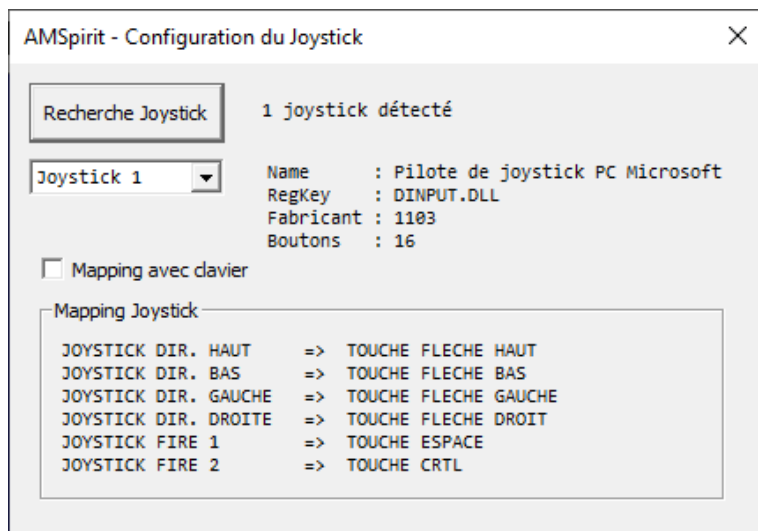 AMSpirit - Configuration du Joystick
Recherche Joystick
1 joystick détecté
Joystick 1
Name : Pilote de joystick PC Microsoft
RegKey : DINPUT.DLL
Fabricant : 1103
Boutons : 16
Mapping avec clavier
Mapping Joystick
JOYSTICK DIR. HAUT => TOUCHE FLECHE HAUT
JOYSTICK DIR. BAS => TOUCHE FLECHE BAS
JOYSTICK DIR. GAUCHE => TOUCHE FLECHE GAUCHE
JOYSTICK DIR. DROITE => TOUCHE FLECHE DROIT
JOYSTICK FIRE 1 => TOUCHE ESPACE
JOYSTICK FIRE 2 => TOUCHE CRTL